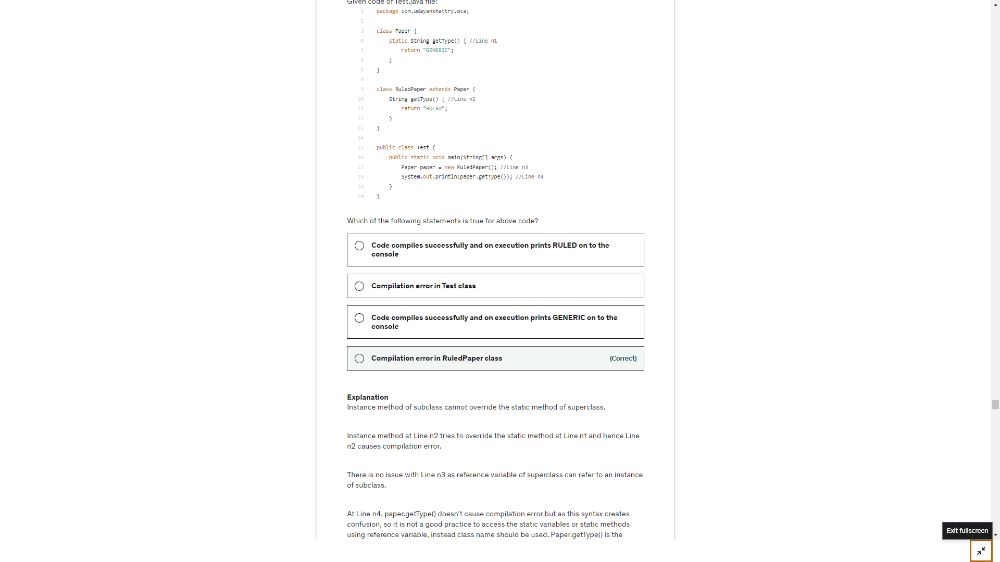 Given code of Test.java file:
1 package com.udayankhattry.oca;
2
3 class Paper {
4 static String getType() { //Line n1
5 return "GENERIC";
6 }
7 }
8
9 class RuledPaper extends Paper {
10 String getType() { //Line n2
11 return "RULED";
12 }
13 }
14
15 public class Test {
16 public static void main(String[] args) {
17 Paper paper = new RuledPaper(); //Line n3
18 System.out.println(paper.getType()); //Line n4
19 }
20 }
Which of the following statements is true for above code?
Code compiles successfully and on execution prints RULED on to the
console
Compilation error in Test class
Code compiles successfully and on execution prints GENERIC on to the
console
Compilation error in RuledPaper class (Correct)
Explanation
Instance method of subclass cannot override the static method of superclass.
Instance method at Line n2 tries to override the static method at Line n1 and hence Line
n2 causes compilation error.
There is no issue with Line n3 as reference variable of superclass can refer to an instance
of subclass.
At Line n4, paper.getType() doesn't cause compilation error but as this syntax creates
confusion, so it is not a good practice to access the static variables or static methods
using reference variable, instead class name should be used. Paper.getType() is the
Exit fullscreen